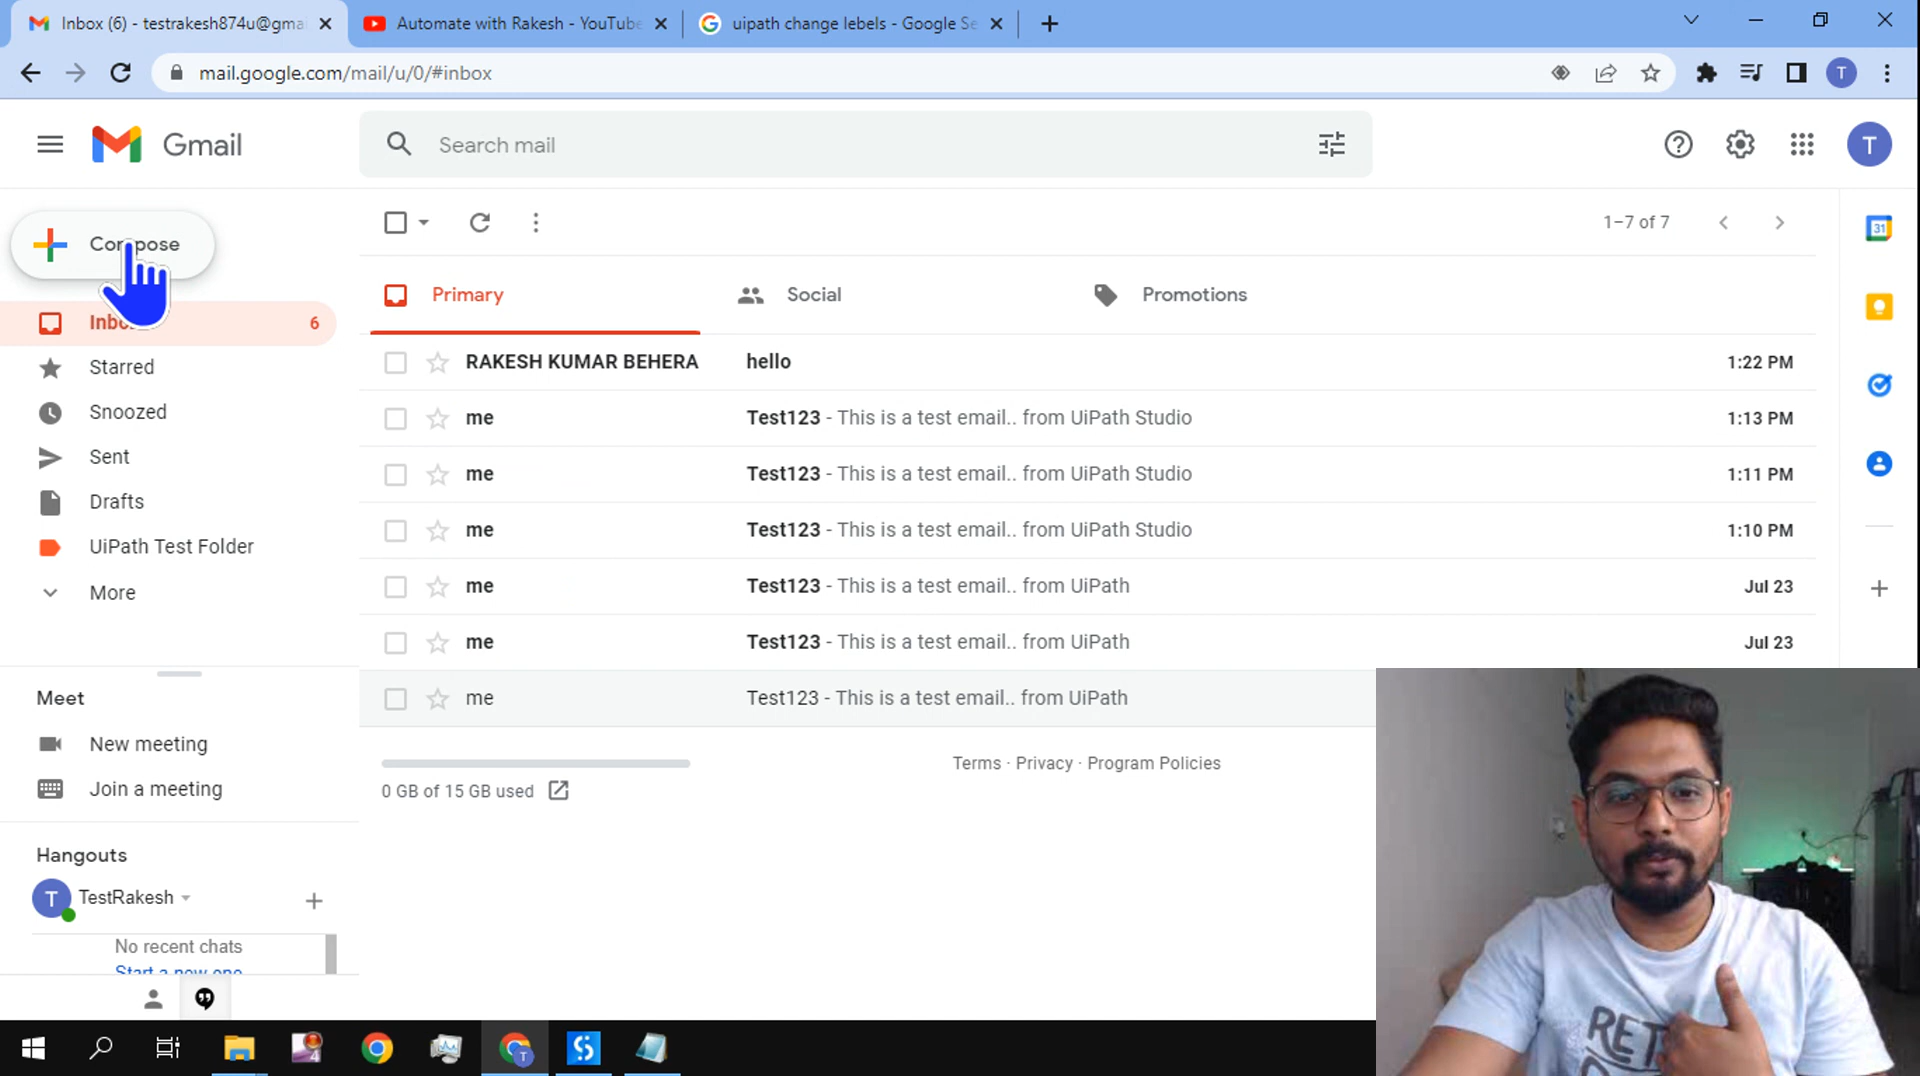 Inbox (6) - testrakesh874u@gma
Automate with Rakesh - YouTube
uipath change lebels - Google Se
mail.google.com/mail/u/0/#inbox
T
Gmail
Search mail
T
Compose
1–7 of 7
31
Primary
Social
Promotions
Inbox
6
RAKESH KUMAR BEHERA
hello
1:22 PM
Starred
Snoozed
me
Test123 - This is a test email.. from UiPath Studio
1:13 PM
Sent
me
Test123 - This is a test email.. from UiPath Studio
1:11 PM
Drafts
me
Test123 - This is a test email.. from UiPath Studio
1:10 PM
UiPath Test Folder
me
Test123 - This is a test email.. from UiPath
Jul 23
More
me
Test123 - This is a test email.. from UiPath
Jul 23
Meet
me
Test123 - This is a test email.. from UiPath
New meeting
Join a meeting
Terms · Privacy · Program Policies
0 GB of 15 GB used
Hangouts
T
TestRakesh
No recent chats
Start a new one
4
T
RET